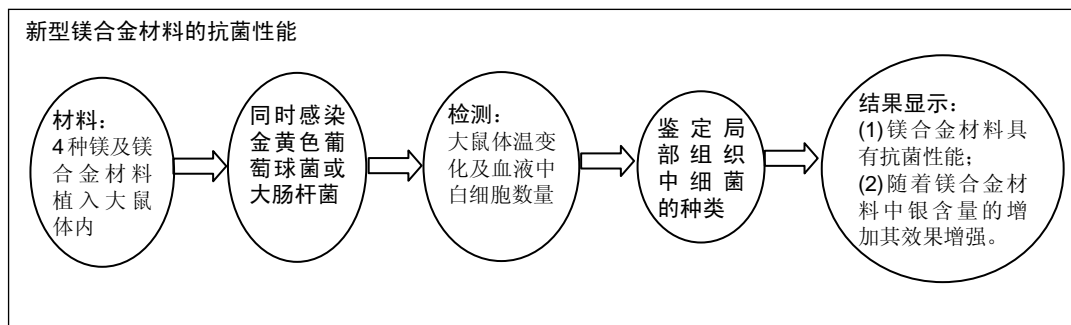 新型镁合金材料的抗菌性能
材料：
4种镁及镁
合金材料
植入大鼠
体内
同时感染
金黄色葡
萄球菌或
大肠杆菌
检测：
大鼠体温变
化及血液中
白细胞数量
鉴定局
部组织
中细菌
的种类
结果显示：
(1)镁合金材料具
有抗菌性能；
(2)随着镁合金材
料中银含量的增
加其效果增强。